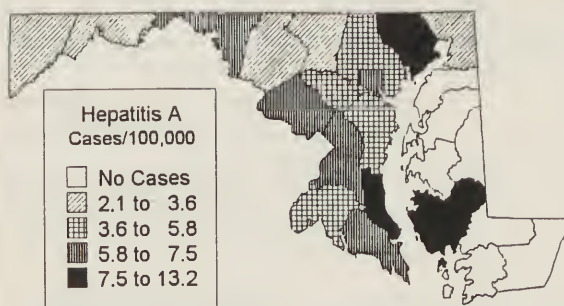 Hepatitis A
Cases/100,000
No Cases
2.1 to 3.6
3.6 to 5.8
5.8 to 7.5
7.5 to 13.2